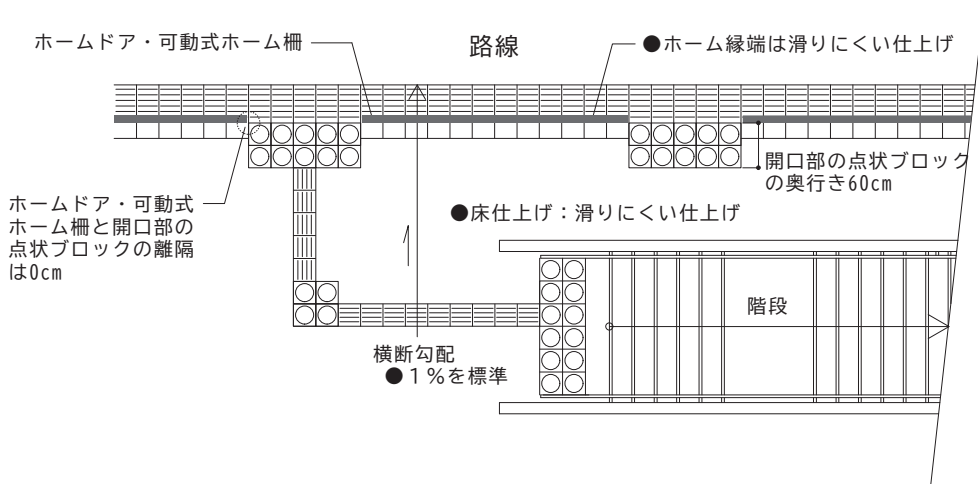 ホームドア・可動式ホーム柵
路線
●ホーム縁端は滑りにくい仕上げ
開口部の点状ブロック
の奥行き60cm
ホームドア・可動式
ホーム柵と開口部の
点状ブロックの離隔
は0cm
●床仕上げ：滑りにくい仕上げ
階段
横断勾配
●１％を標準